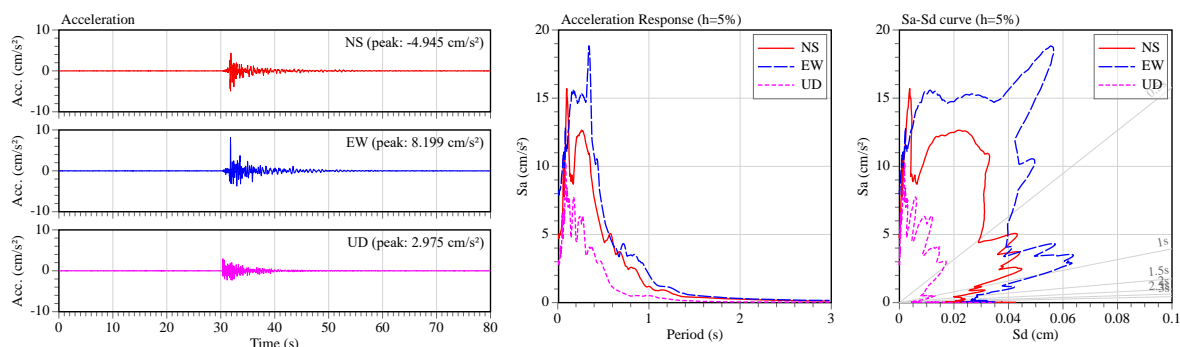 Acceleration
NS (peak: -4.945 cm/s²)
Acc. (cm/s²)
10
0
-10
EW (peak: 8.199 cm/s²)
Acc. (cm/s²)
10
0
-10
UD (peak: 2.975 cm/s²)
Acc. (cm/s²)
10
0
-10
0 10 20 30 40 50 60 70 80
Time (s)
Acceleration Response (h=5%)
NS
EW
UD
Sa (cm/s²)
20
15
10
5
0
0 1 2 3
Period (s)
Sa-Sd curve (h=5%)
NS
EW
UD
Sa (cm/s²)
20
15
10
5
0
1s
1.5s
0 0.02 0.04 0.06 0.08 0.1
Sd (cm)